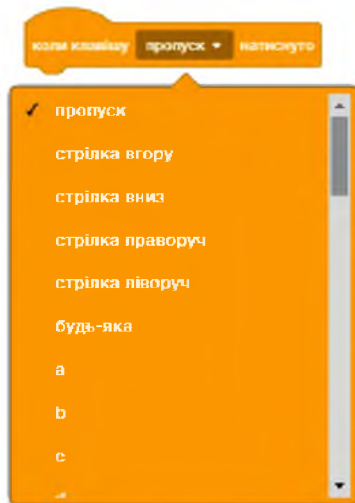 коли клавішу пропуск натиснуто
пропуск
стрілка вгору
стрілка вниз
стрілка праворуч
стрілка ліворуч
будь-яка
a
b
c